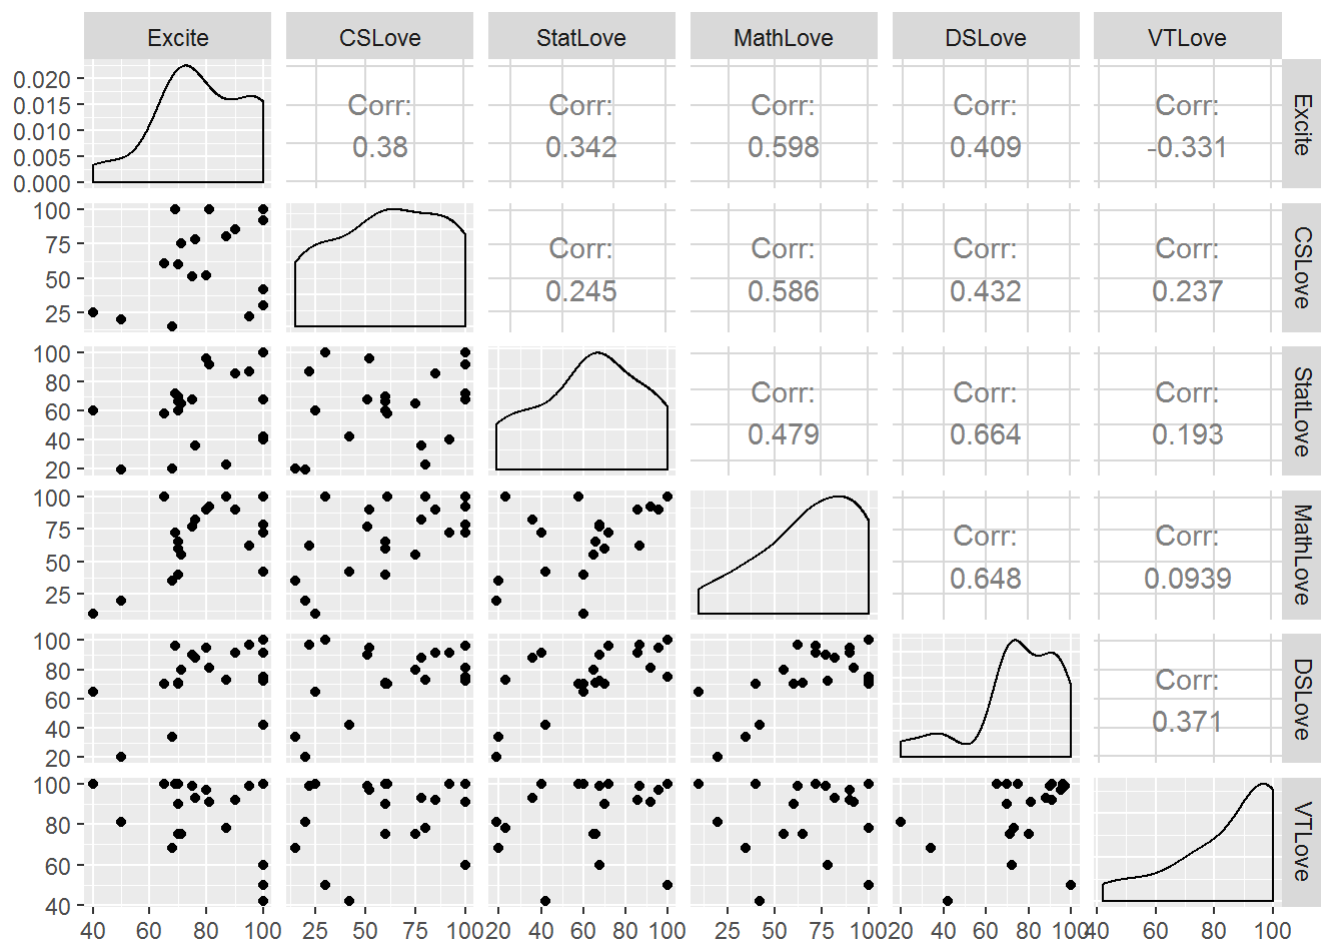 Excite CSLove StatLove MathLove DSLove VTLove
0.020
0.015
0.010
0.005
0.000
Corr: Corr: Corr: Corr: Corr:
0.38 0.342 0.598 0.409 -0.331
Excite
100
75
50
25
Corr: Corr: Corr: Corr:
0.245 0.586 0.432 0.237
CSLove
100
80
60
40
20
Corr: Corr: Corr:
0.479 0.664 0.193
StatLove
100
75
50
25
Corr: Corr:
0.648 0.0939
MathLove
100
80
60
40
20
Corr:
0.371
DSLove
100
80
60
40
VTLove
40 60 80 100 25 50 75 100 20 40 60 80 100 25 50 75 100 20 40 60 80 100 40 60 80 100